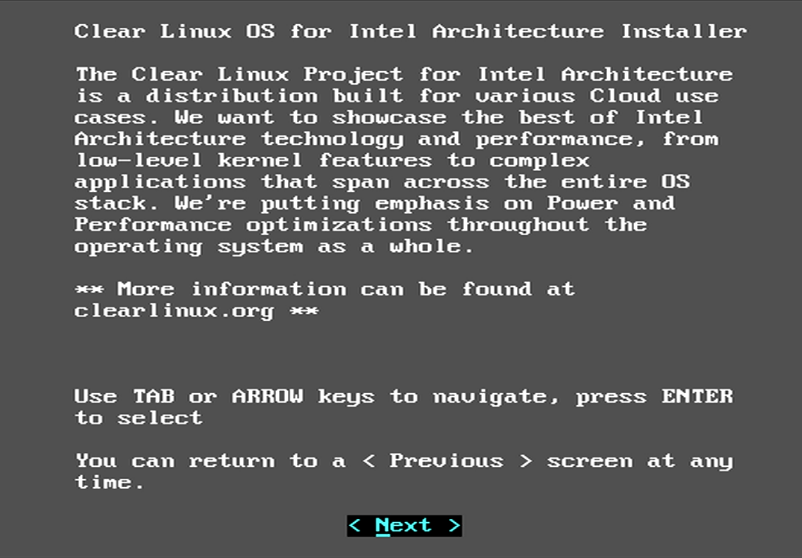 Clear Linux OS for Intel Architecture Installer
The Clear Linux Project for Intel Architecture
is a distribution built for various Cloud use
cases. We want to showcase the best of Intel
Architecture technology and performance, from
low-level kernel features to complex
applications that span across the entire OS
stack. We're putting emphasis on Power and
Performance optimizations throughout the
operating system as a whole.
** More information can be found at
clearlinux.org **
Use TAB or ARROW keys to navigate, press ENTER
to select
You can return to a < Previous > screen at any
time.
< Next >